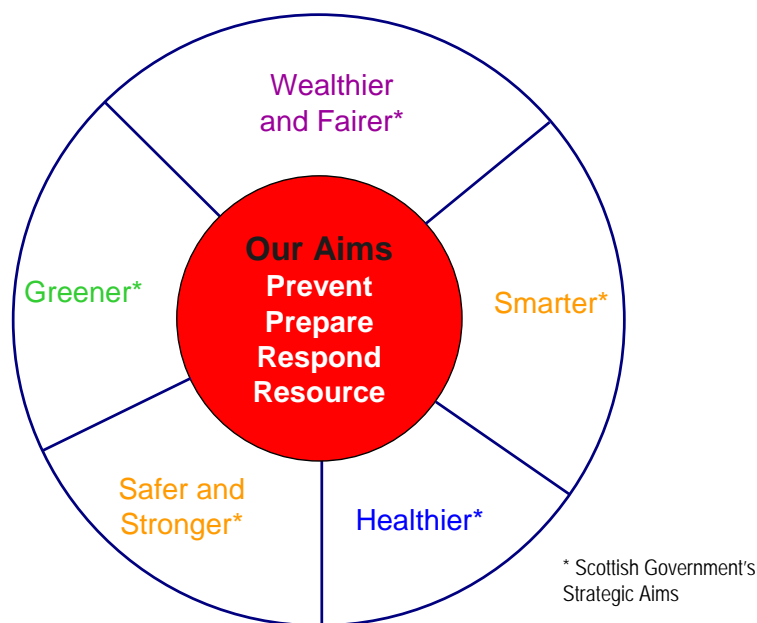 Wealthier
and Fairer*
Greener*
Our Aims
Prevent
Prepare
Respond
Resource
Smarter*
Safer and
Stronger*
Healthier*
* Scottish Government's
Strategic Aims